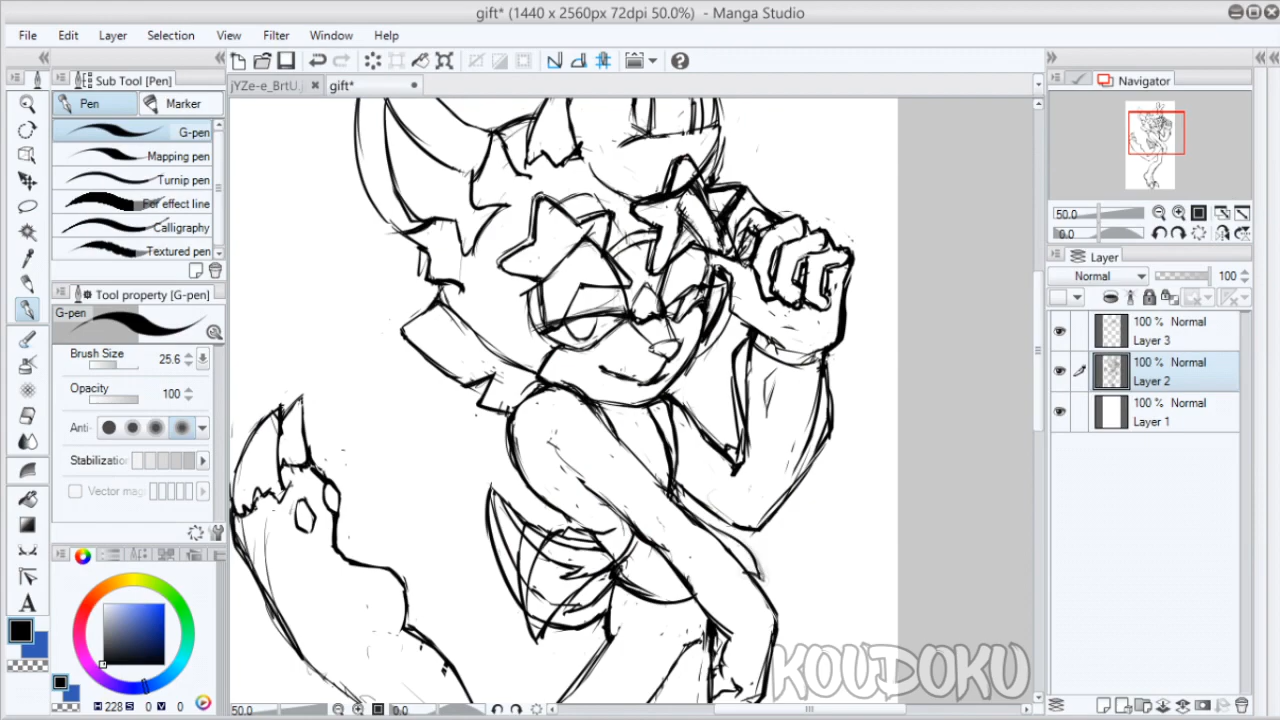 gift* (1440 x 2560px 72dpi 50.0%) - Manga Studio
File Edit Layer Selection View Filter Window Help
Sub Tool [Pen]
jYZe-e_BrtU.j gift*
Navigator
Pen Marker
G-pen
Mapping pen
Turnip pen
Per effect line
Calligraphy
Textured pen
50.0
0.0
Layer
Normal 100
Tool property [G-pen]
G-pen
Brush Size 25.6
Opacity 100
Anti-
Stabilization
Vector mag
100 % Normal
Layer 3
100 % Normal
Layer 2
100 % Normal
Layer 1
A
KOUDOKU
H 228 S 0 V 0
50.0 0.0